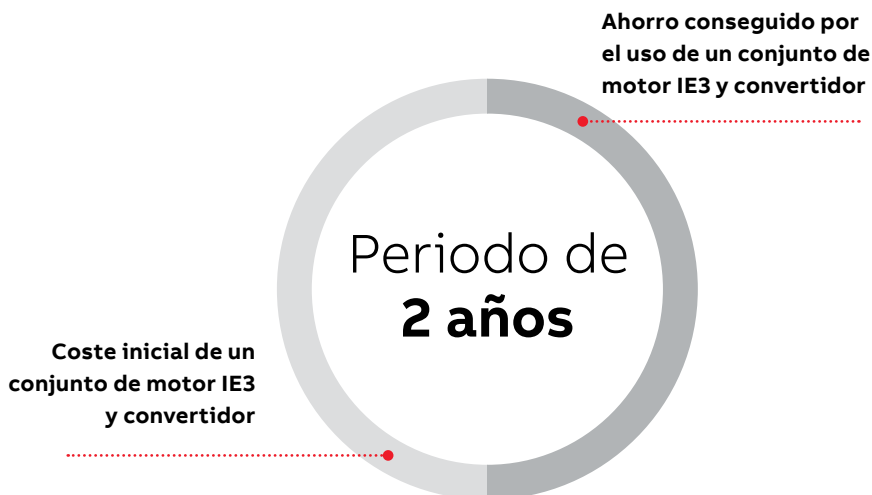 Ahorro conseguido por
el uso de un conjunto de
motor IE3 y convertidor
Periodo de
2 años
Coste inicial de un
conjunto de motor IE3
y convertidor